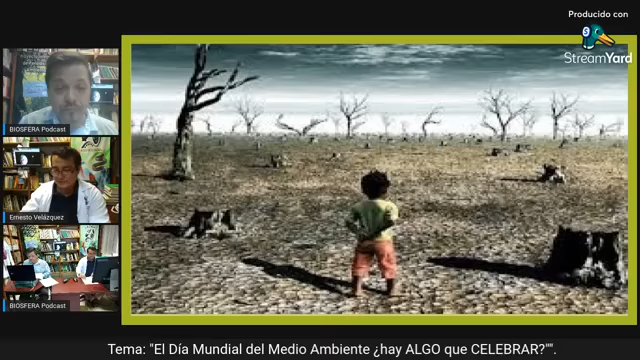 Producido con
StreamYard
BIOSFERA Podcast
Ernesto Velázquez
BIOSFERA Podcast
Tema: "El Día Mundial del Medio Ambiente ¿hay ALGO que CELEBRAR?"".